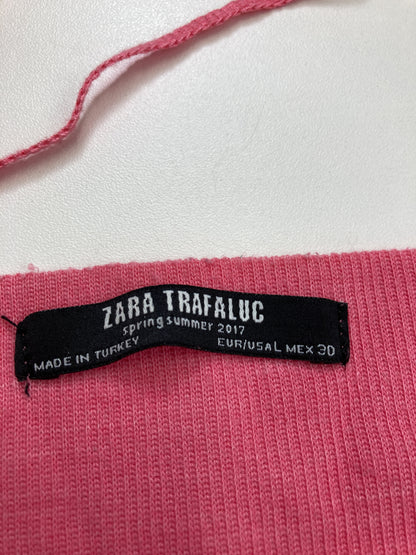 ZARA TRAFALUC
spring summer 2017
MADE IN TURKEY EUR/USA L MEX 30